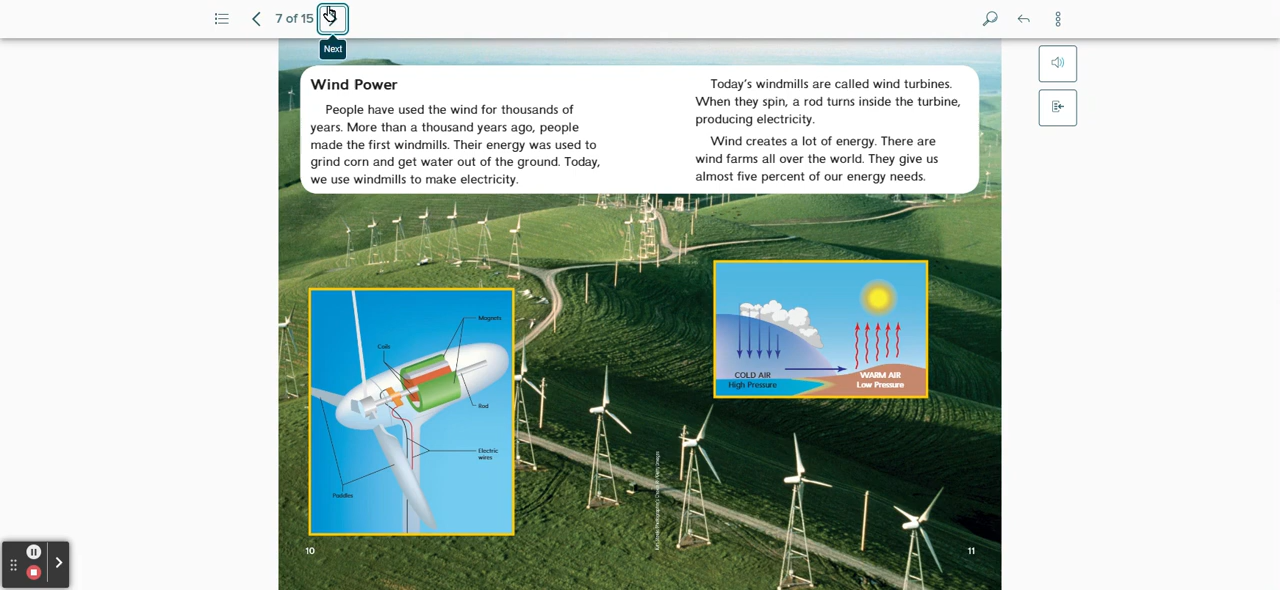 7 of 15
Next
Wind Power
People have used the wind for thousands of
years. More than a thousand years ago, people
made the first windmills. Their energy was used to
grind corn and get water out of the ground. Today,
we use windmills to make electricity.
Today's windmills are called wind turbines.
When they spin, a rod turns inside the turbine,
producing electricity.
Wind creates a lot of energy. There are
wind farms all over the world. They give us
almost five percent of our energy needs.
Magnets
Coils
Rod
Electric
wires
Paddles
COLD AIR
High Pressure
WARM AIR
Low Pressure
10
11